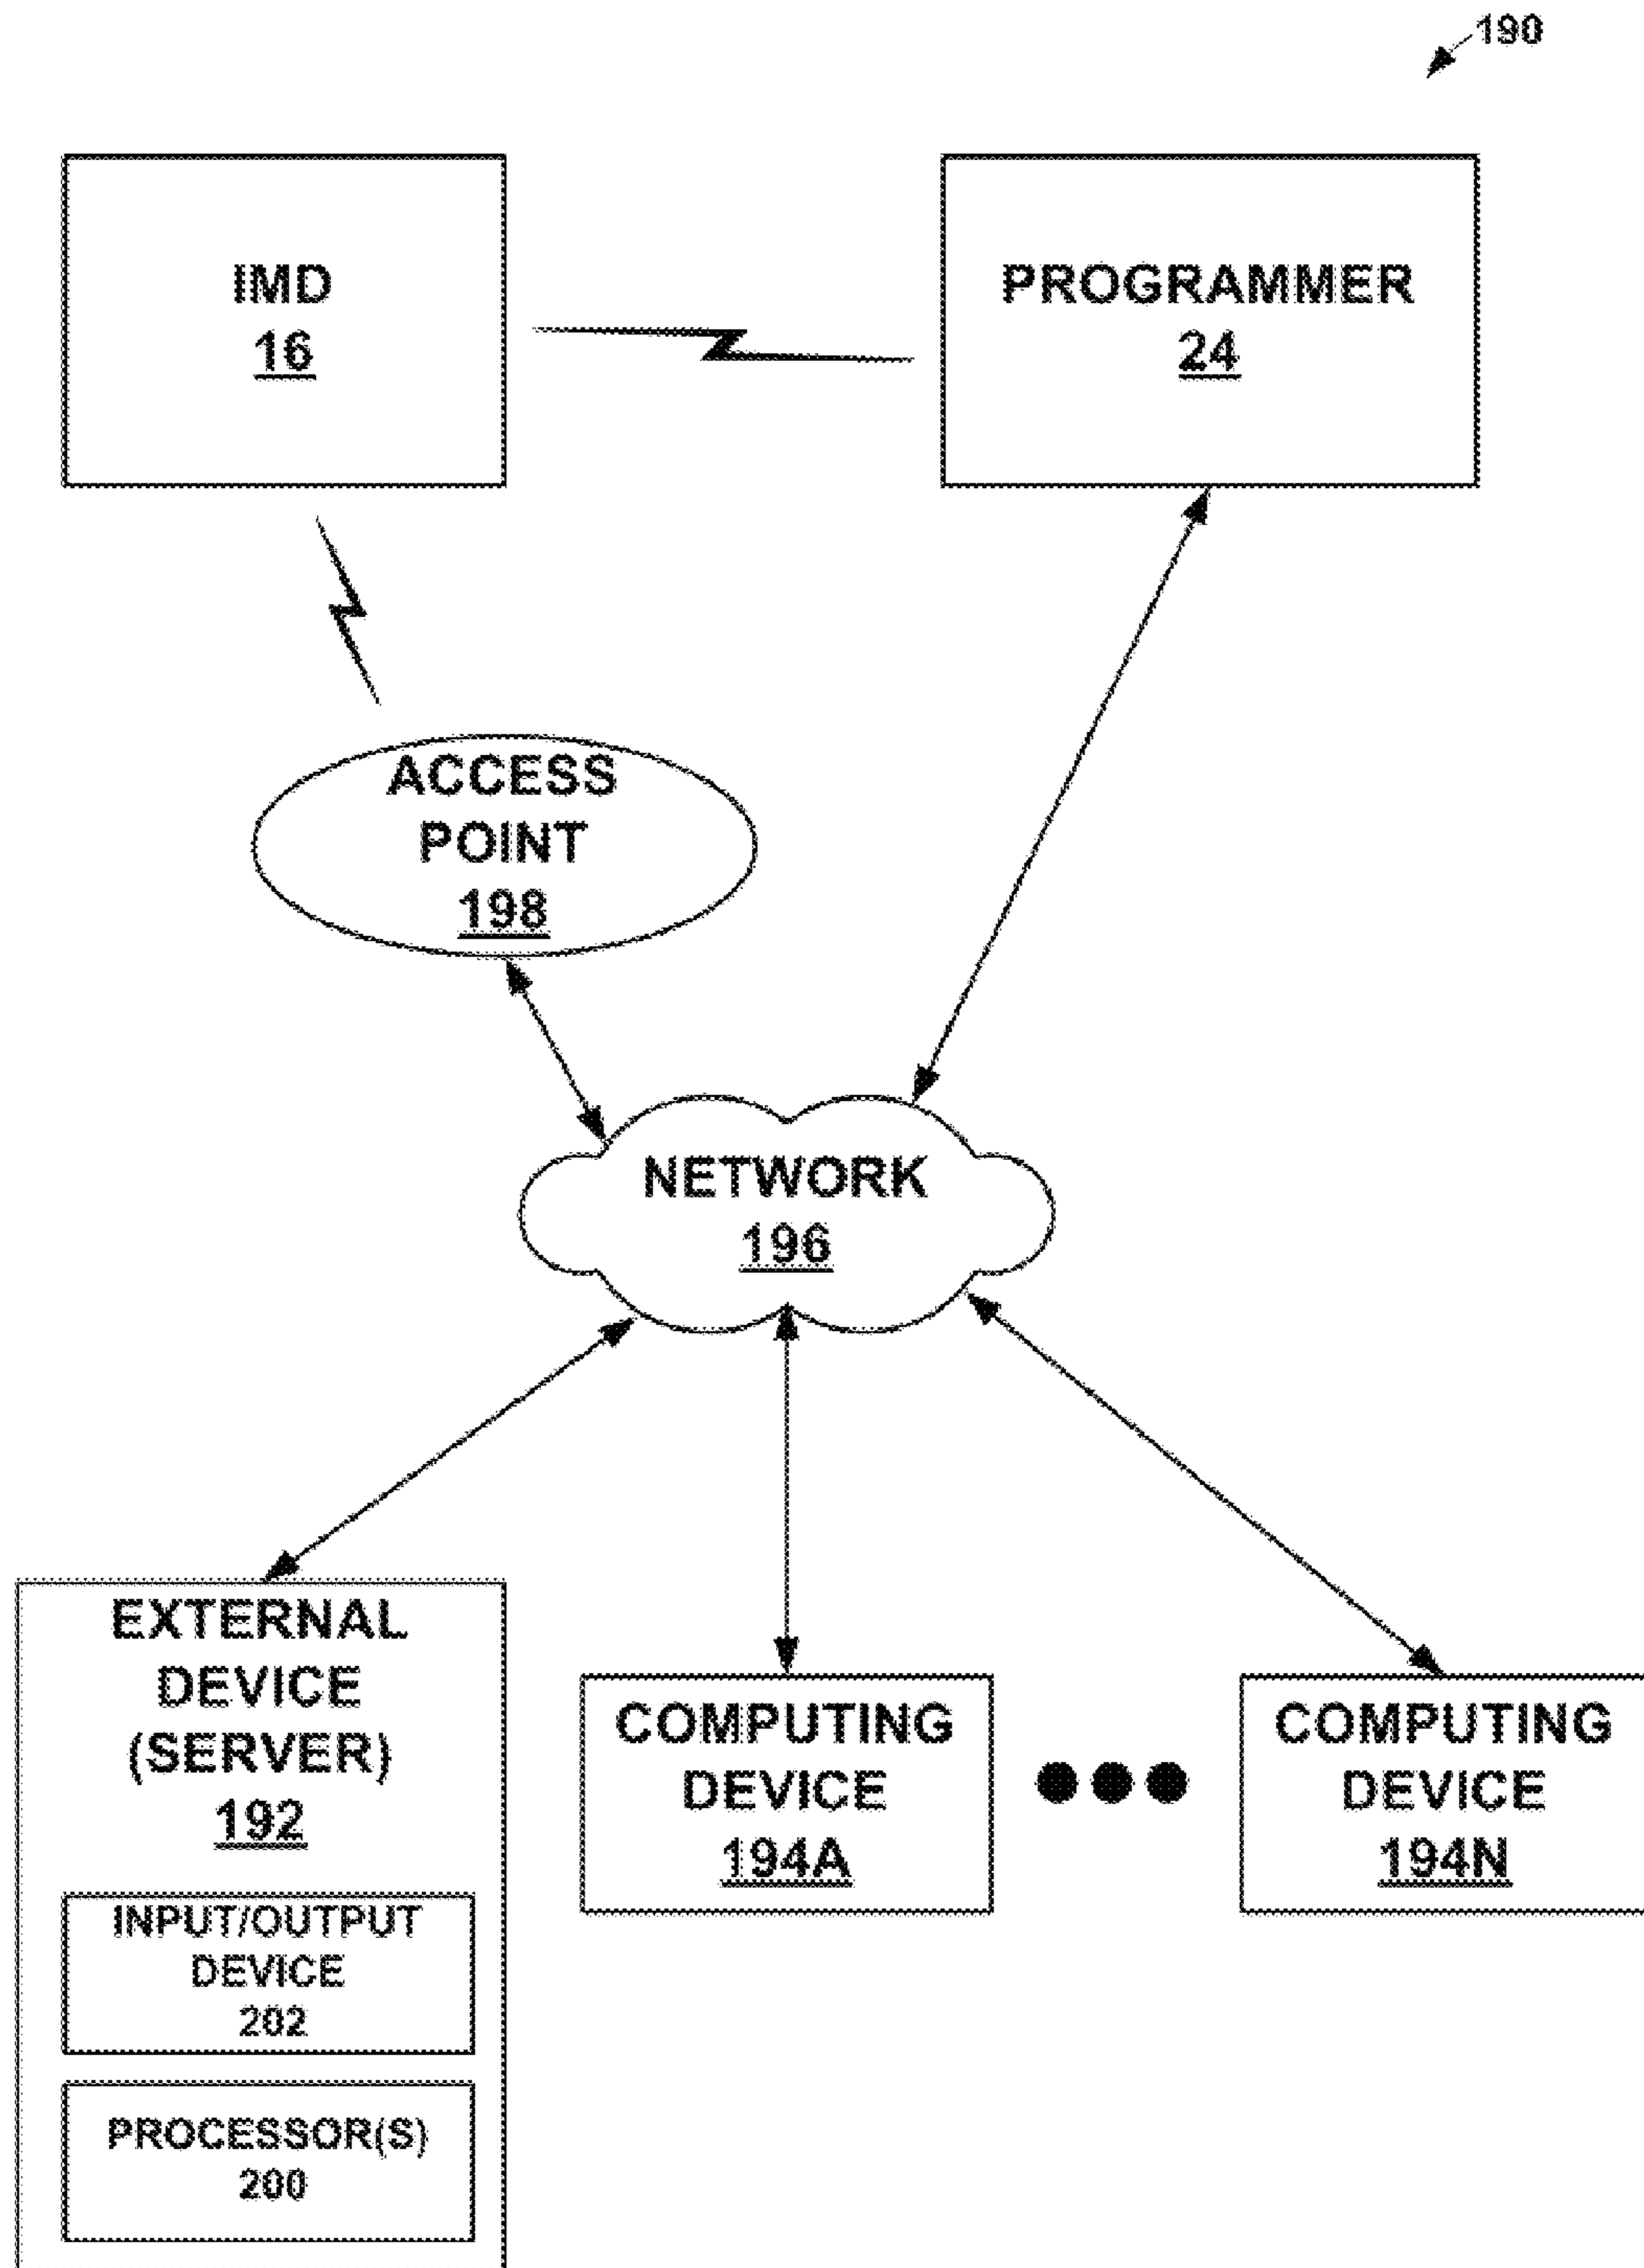 190
IMD
16
PROGRAMMER
24
ACCESS
POINT
198
NETWORK
196
EXTERNAL
DEVICE
(SERVER)
192
INPUT/OUTPUT
DEVICE
202
PROCESSOR(S)
200
COMPUTING
DEVICE
194A
COMPUTING
DEVICE
194N